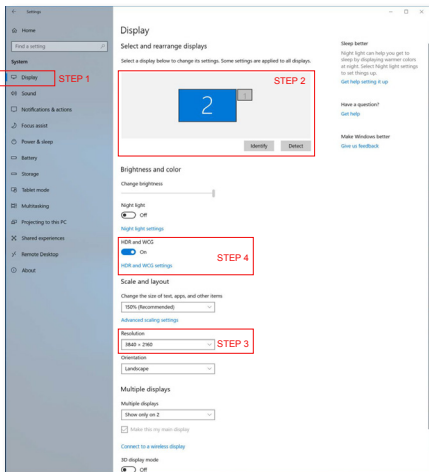 Settings
Home
Find a setting
System
Display
STEP 1
Sound
Notifications & actions
Focus assist
Power & sleep
Battery
Storage
Tablet mode
Multitasking
Projecting to this PC
Shared experiences
Remote Desktop
About
Display
Select and rearrange displays
Select a display below to change its settings. Some settings are applied to all displays.
STEP 2
2
1
Identify
Detect
Brightness and color
Change brightness
Night light
Off
Night light settings
HDR and WCG
On
STEP 4
HDR and WCG settings
Scale and layout
Change the size of text, apps, and other items
150% (Recommended)
Advanced scaling settings
Resolution
3840 × 2160
STEP 3
Orientation
Landscape
Multiple displays
Multiple displays
Show only on 2
Make this my main display
Connect to a wireless display
3D display mode
Off
Sleep better
Night light can help you get to
sleep by displaying warmer colors
at night. Select Night light settings
to set things up.
Get help setting it up
Have a question?
Get help
Make Windows better
Give us feedback